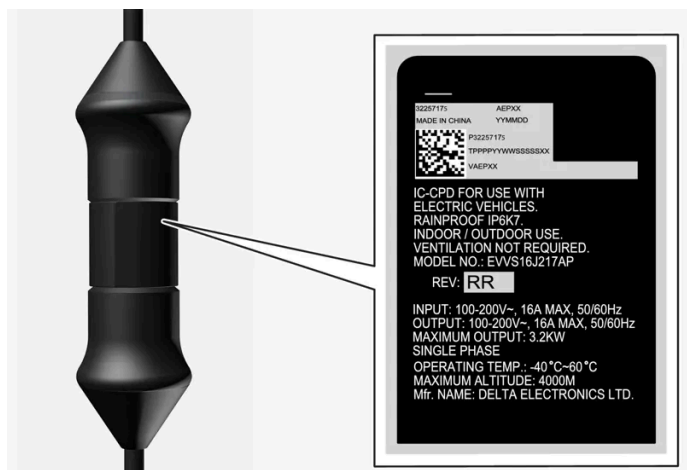 32257175 AEPXX
MADE IN CHINA YYMMDD
P32257175
TPPPPYYWWSSSSSXX
VAEPXX
IC-CPD FOR USE WITH
ELECTRIC VEHICLES.
RAINPROOF IP6K7.
INDOOR / OUTDOOR USE.
VENTILATION NOT REQUIRED.
MODEL NO.: EVVS16J217AP
REV: RR
INPUT: 100-200V~, 16A MAX, 50/60Hz
OUTPUT: 100-200V~, 16A MAX, 50/60Hz
MAXIMUM OUTPUT: 3.2KW
SINGLE PHASE
OPERATING TEMP.: -40°C~60°C
MAXIMUM ALTITUDE: 4000M
Mfr. NAME: DELTA ELECTRONICS LTD.